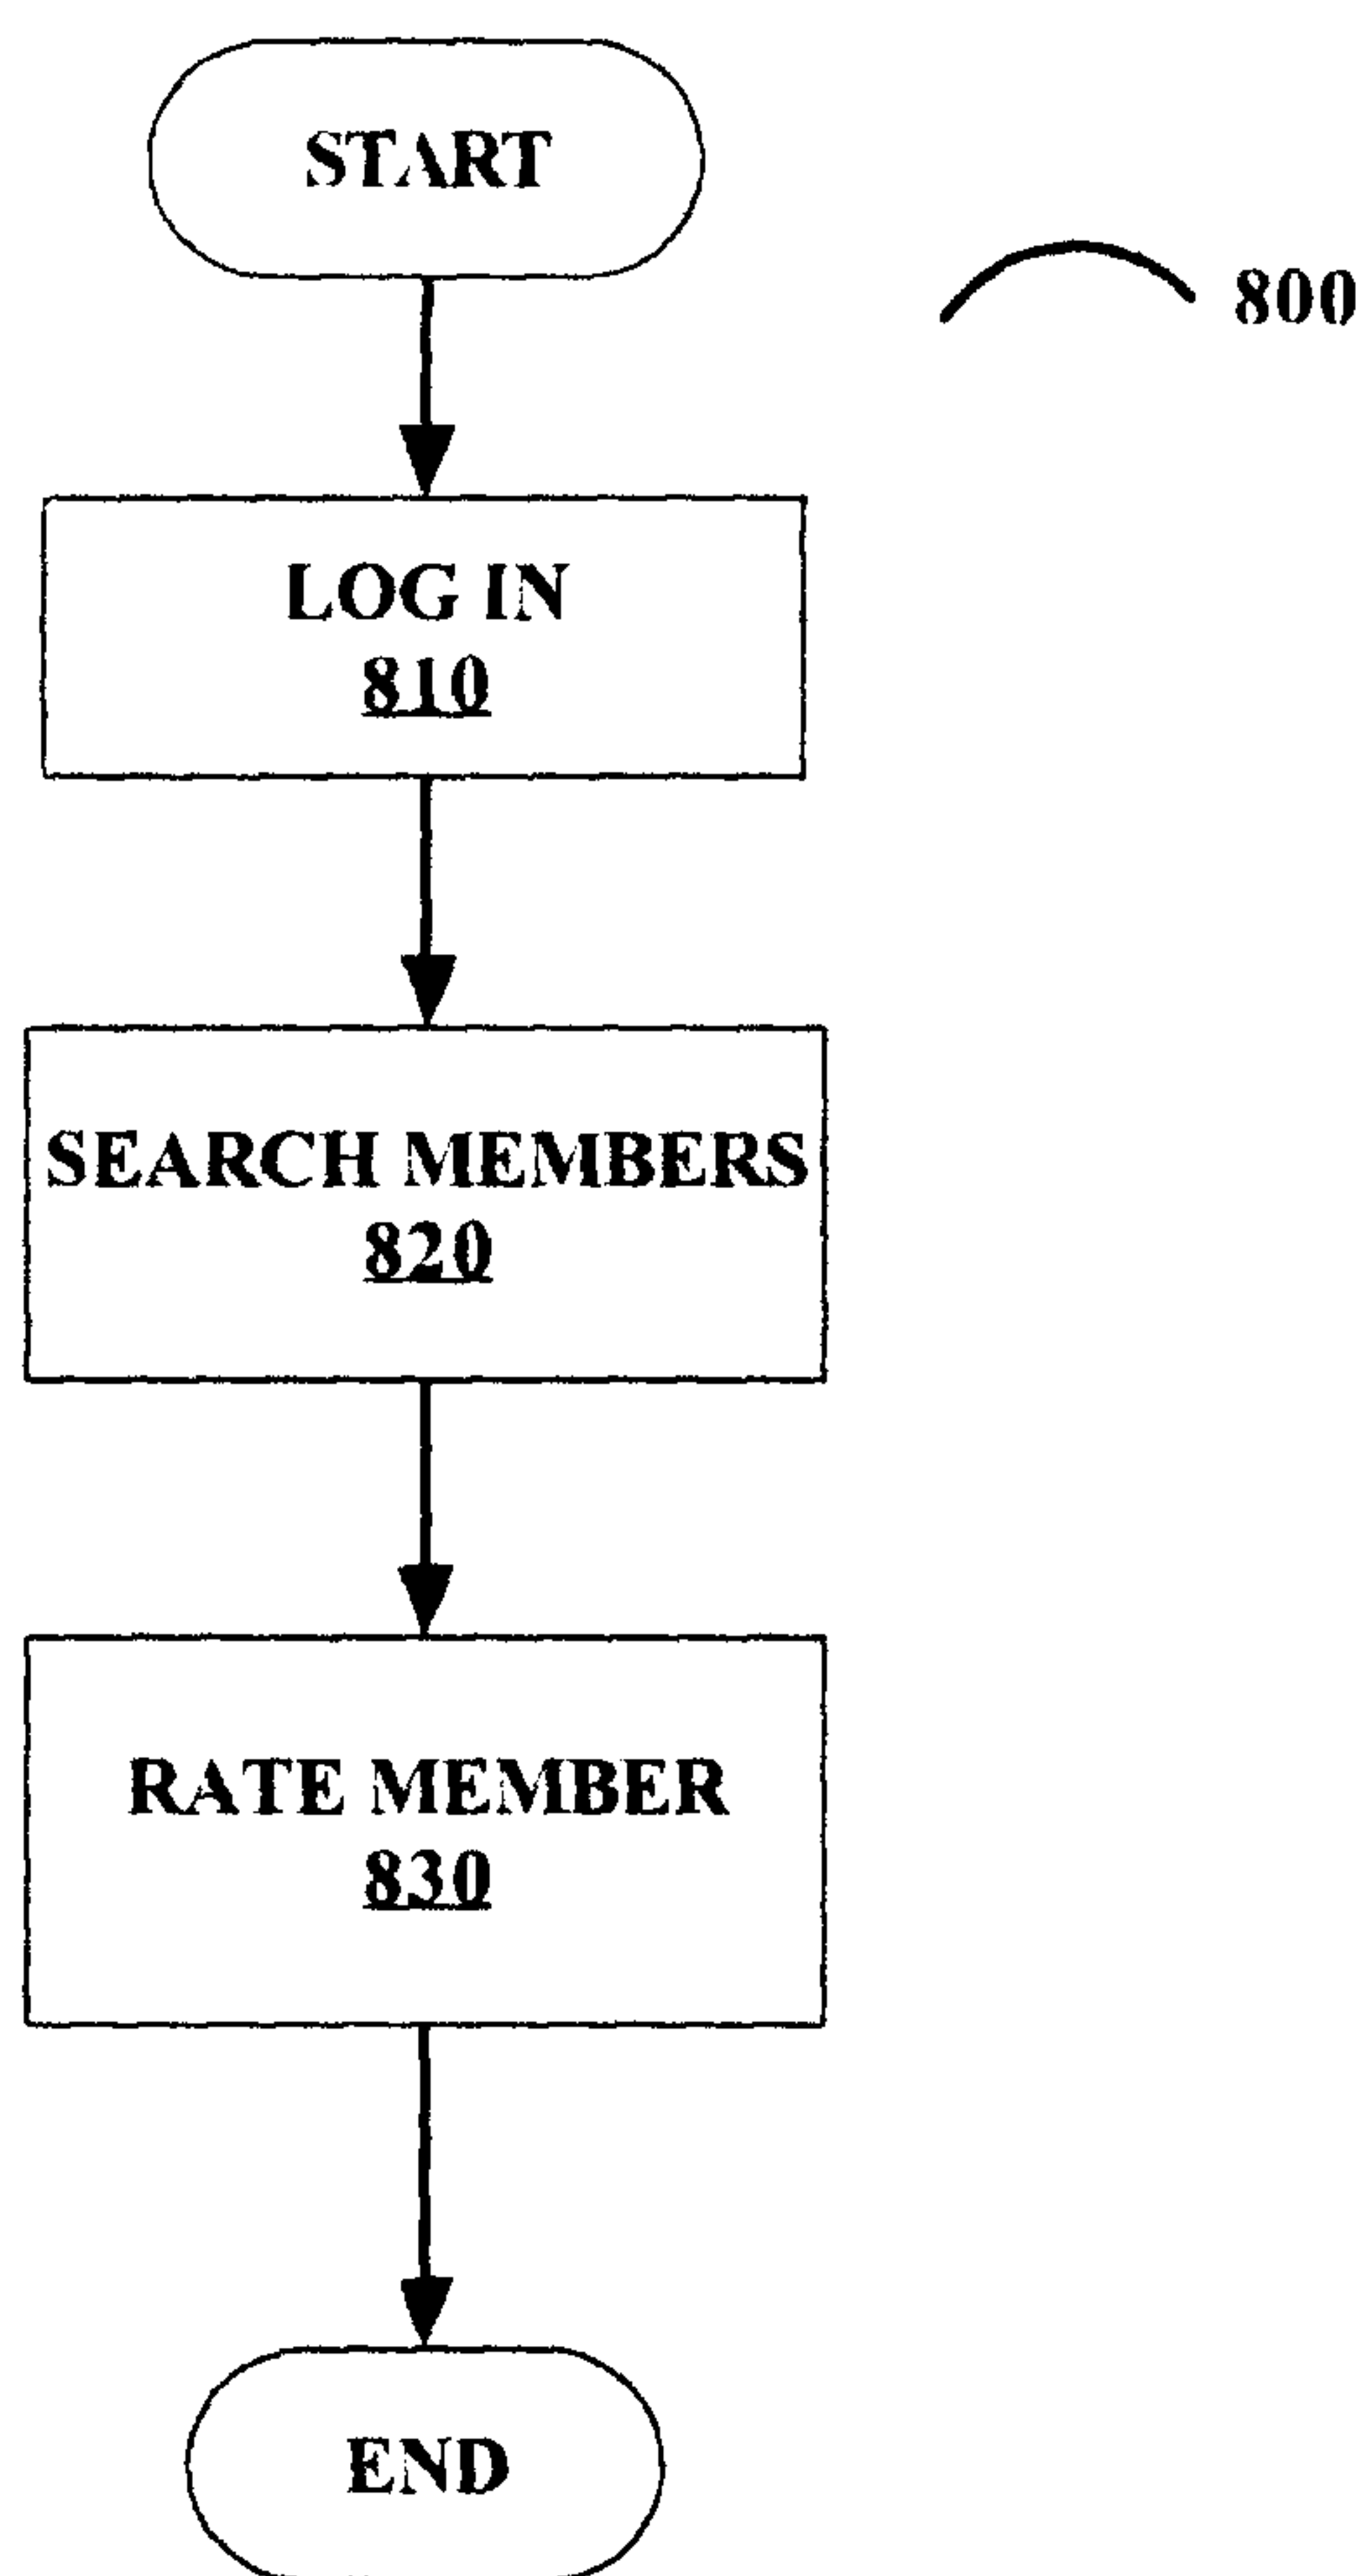 START
800
LOG IN
810
SEARCH MEMBERS
820
RATE MEMBER
830
END